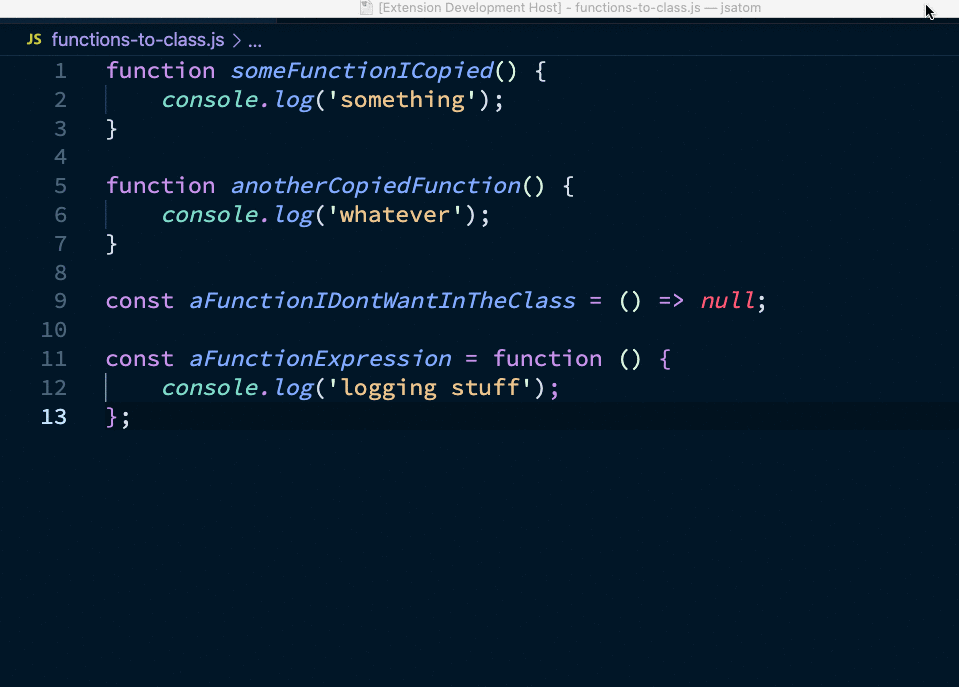 [Extension Development Host] - functions-to-class.js — jsatom
JS functions-to-class.js > ...
1 function someFunctionICopied() {
2 console.log('something');
3 }
4
5 function anotherCopiedFunction() {
6 console.log('whatever');
7 }
8
9 const aFunctionIDontWantInTheClass = () => null;
10
11 const aFunctionExpression = function () {
12 console.log('logging stuff');
13 };